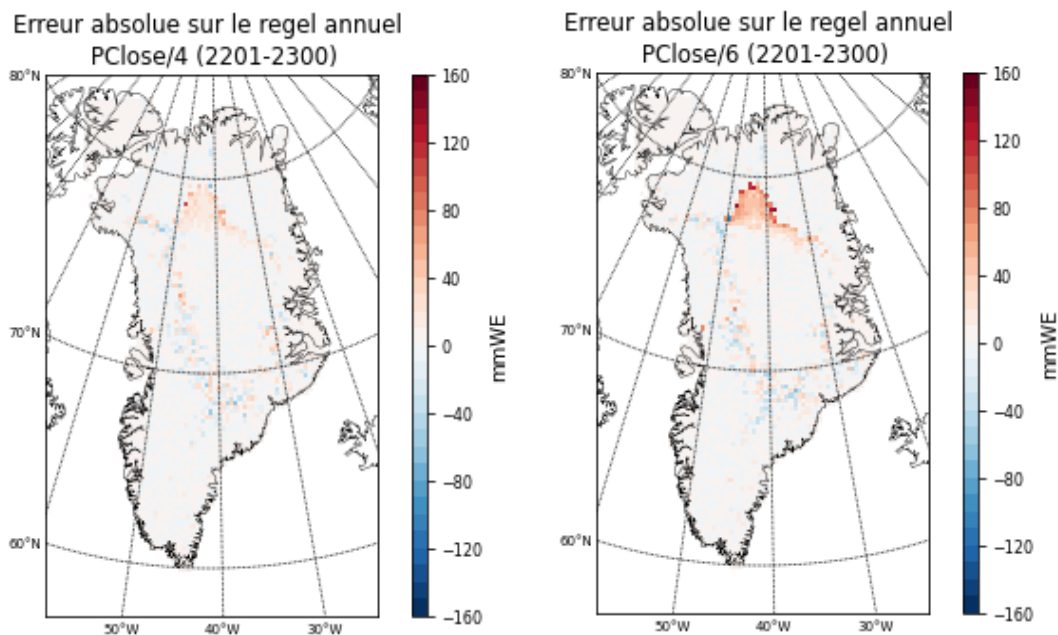 Erreur absolue sur le regel annuel
PClose/4 (2201-2300)
80°N
70°N
60°N
50°W
40°W
30°W
160
120
80
40
0
−40
−80
−120
−160
mmWE
Erreur absolue sur le regel annuel
PClose/6 (2201-2300)
80°N
70°N
60°N
50°W
40°W
30°W
160
120
80
40
0
−40
−80
−120
−160
mmWE